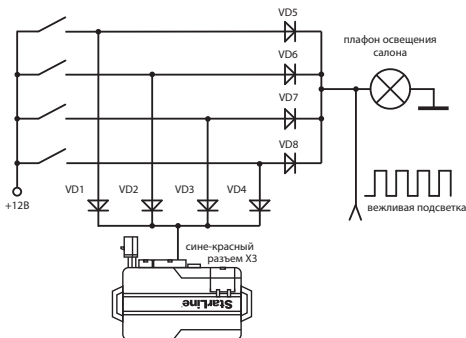 VD5
плафон освещения
салона
VD6
VD7
VD8
+12В
VD1
VD2
VD3
VD4
вежливая подсветка
сине-красный
разъем Х3
StarLine